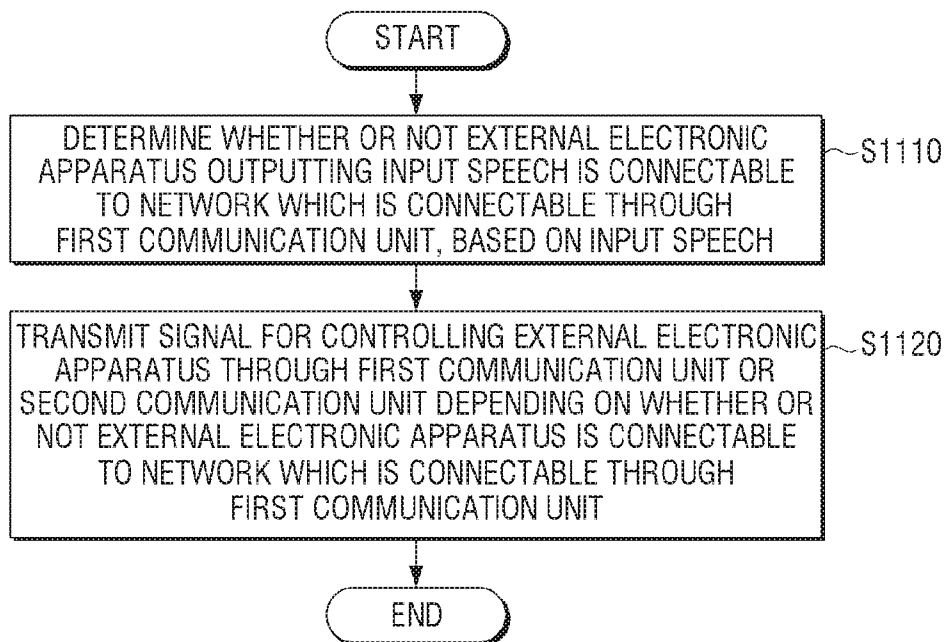 START
DETERMINE WHETHER OR NOT EXTERNAL ELECTRONIC
APPARATUS OUTPUTTING INPUT SPEECH IS CONNECTABLE
TO NETWORK WHICH IS CONNECTABLE THROUGH
FIRST COMMUNICATION UNIT, BASED ON INPUT SPEECH
S1110
TRANSMIT SIGNAL FOR CONTROLLING EXTERNAL ELECTRONIC
APPARATUS THROUGH FIRST COMMUNICATION UNIT OR
SECOND COMMUNICATION UNIT DEPENDING ON WHETHER OR
NOT EXTERNAL ELECTRONIC APPARATUS IS CONNECTABLE
TO NETWORK WHICH IS CONNECTABLE THROUGH
FIRST COMMUNICATION UNIT
S1120
END